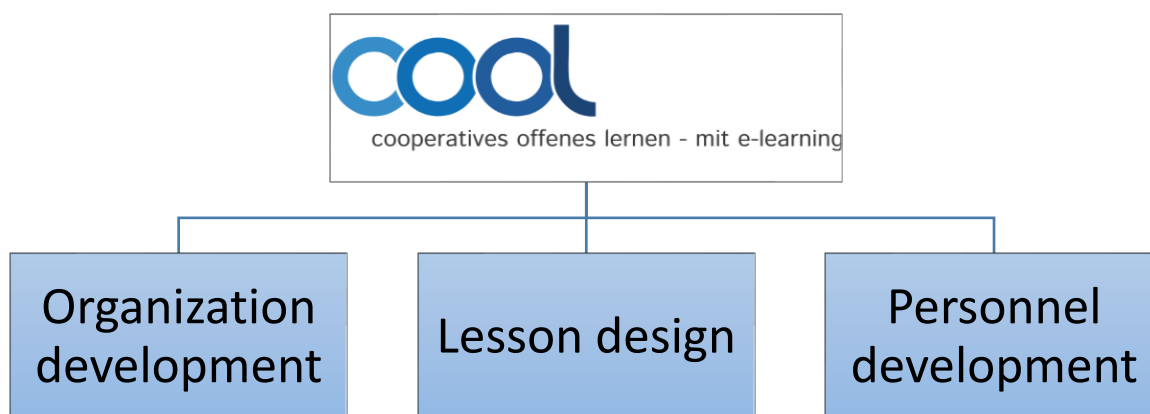 cool
cooperatives offenes lernen - mit e-learning
Organization
development
Lesson design
Personnel
development